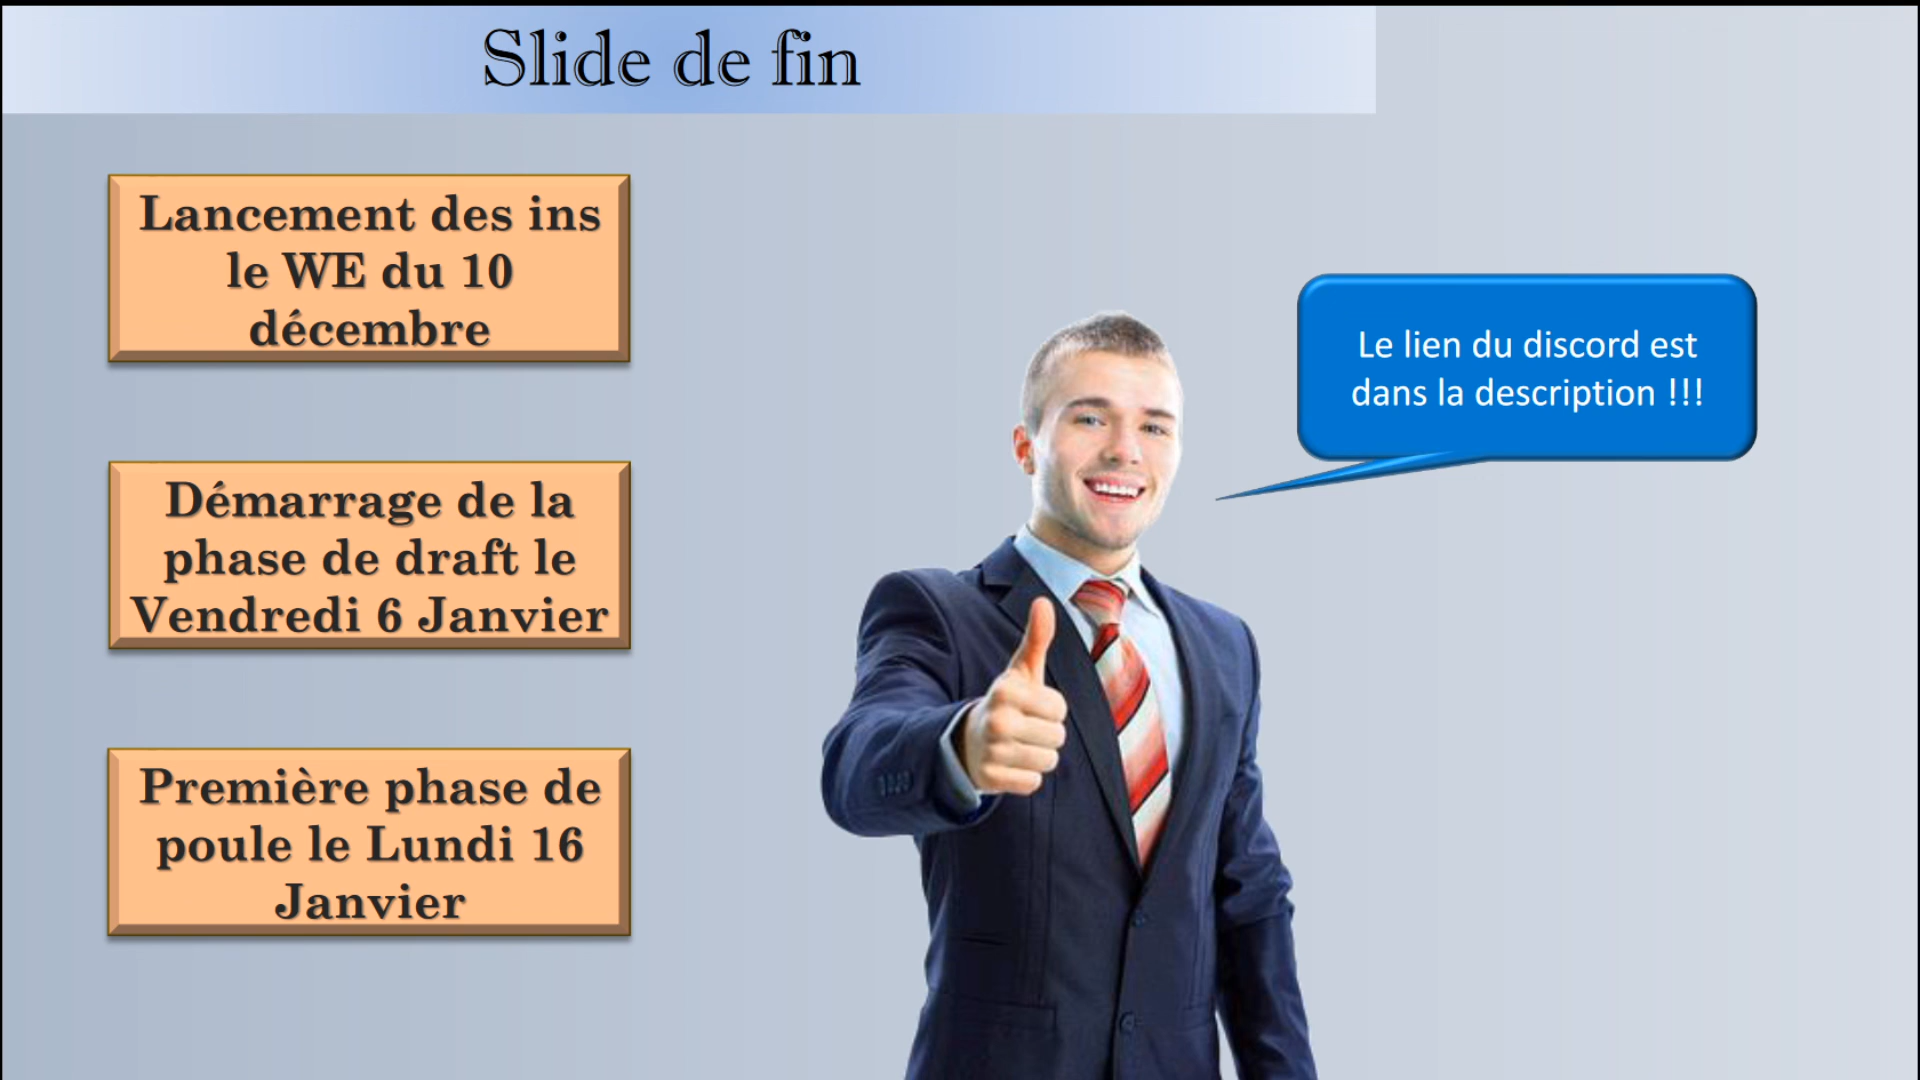 Slide de fin
Lancement des ins
le WE du 10
décembre
Démarrage de la
phase de draft le
Vendredi 6 Janvier
Première phase de
poule le Lundi 16
Janvier
Le lien du discord est
dans la description !!!